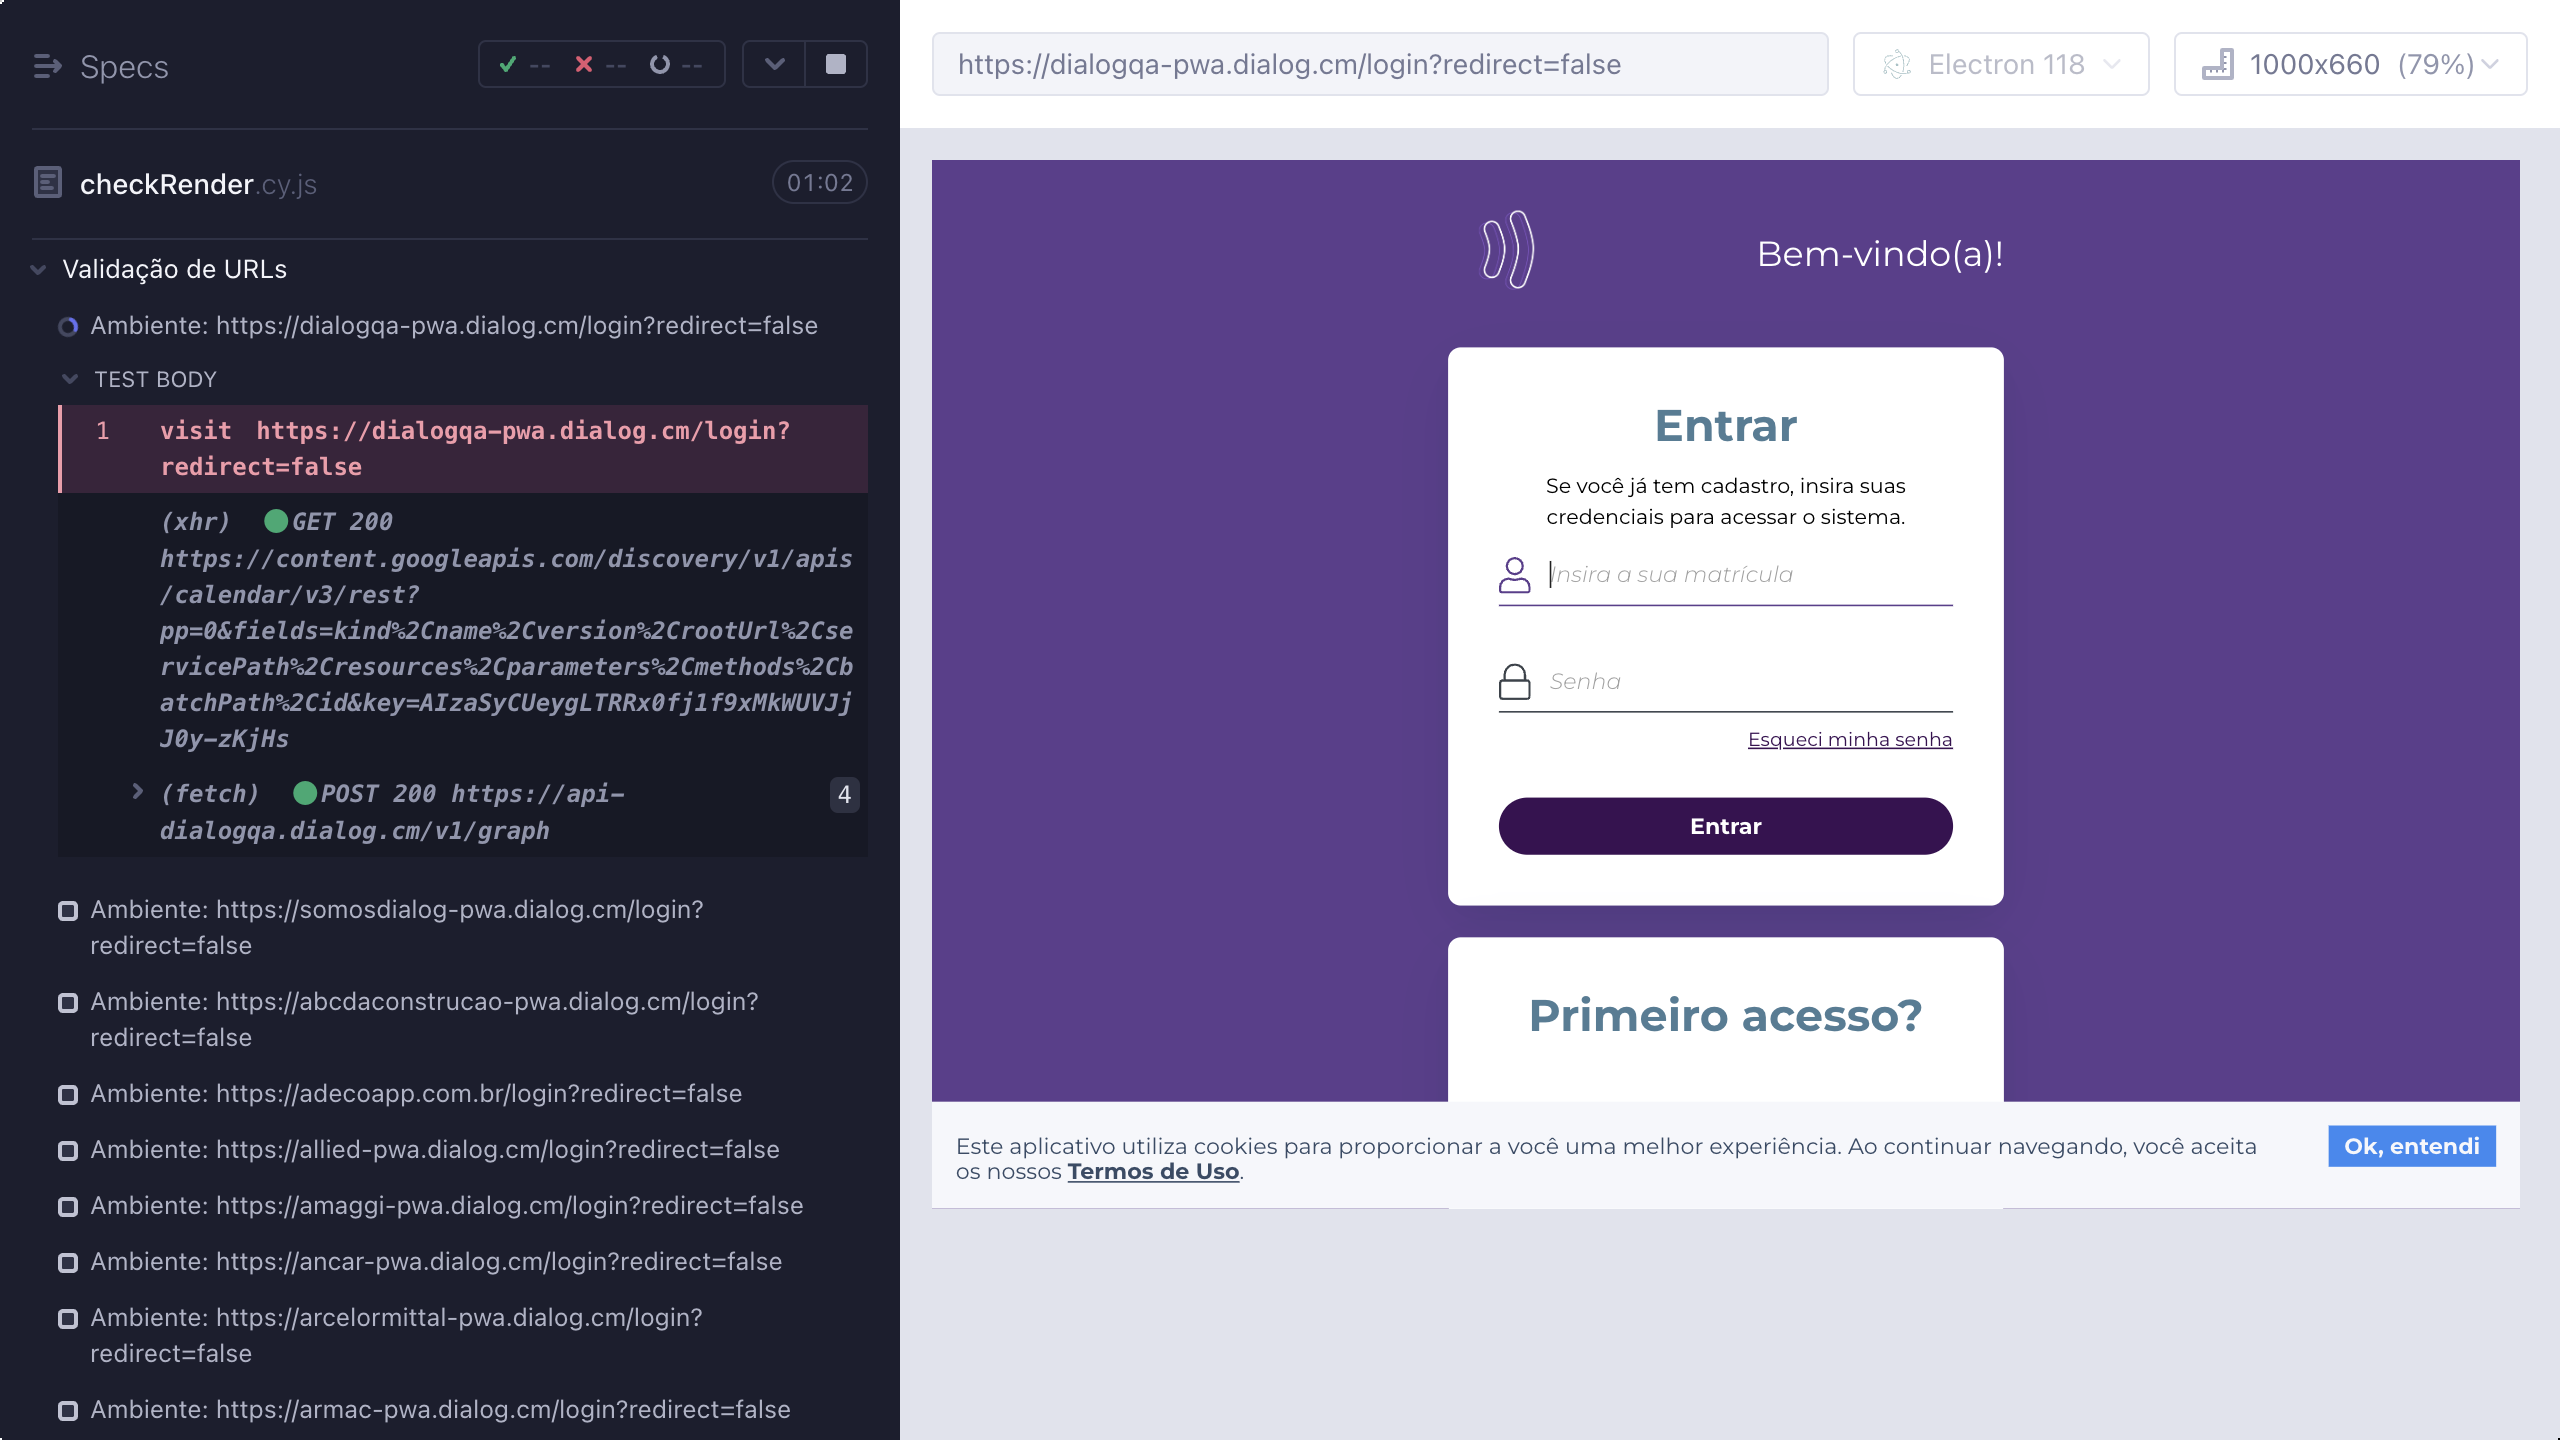 Specs
--
--
--
checkRender.cy.js
01:02
Validação de URLs
Ambiente: https://dialogqa-pwa.dialog.cm/login?redirect=false
TEST BODY
1 visit https://dialogqa-pwa.dialog.cm/login?
redirect=false
(xhr) GET 200
https://content.googleapis.com/discovery/v1/apis
/calendar/v3/rest?
pp=0&fields=kind%2Cname%2Cversion%2CrootUrl%2Cse
rvicePath%2Cresources%2Cparameters%2Cmethods%2Cb
atchPath%2Cid&key=AIzaSyCUeygLTRRx0fj1f9xMkWUVJj
J0y-zKjHs
(fetch) POST 200 https://api-
dialogqa.dialog.cm/v1/graph
4
Ambiente: https://somosdialog-pwa.dialog.cm/login?
redirect=false
Ambiente: https://abcdaconstrucao-pwa.dialog.cm/login?
redirect=false
Ambiente: https://adecoapp.com.br/login?redirect=false
Ambiente: https://allied-pwa.dialog.cm/login?redirect=false
Ambiente: https://amaggi-pwa.dialog.cm/login?redirect=false
Ambiente: https://ancar-pwa.dialog.cm/login?redirect=false
Ambiente: https://arcelormittal-pwa.dialog.cm/login?
redirect=false
Ambiente: https://armac-pwa.dialog.cm/login?redirect=false
https://dialogqa-pwa.dialog.cm/login?redirect=false
Electron 118
1000x660 (79%)
Bem-vindo(a)!
Entrar
Se você já tem cadastro, insira suas
credenciais para acessar o sistema.
Insira a sua matrícula
Senha
Esqueci minha senha
Entrar
Primeiro acesso?
Este aplicativo utiliza cookies para proporcionar a você uma melhor experiência. Ao continuar navegando, você aceita
os nossos Termos de Uso.
Ok, entendi